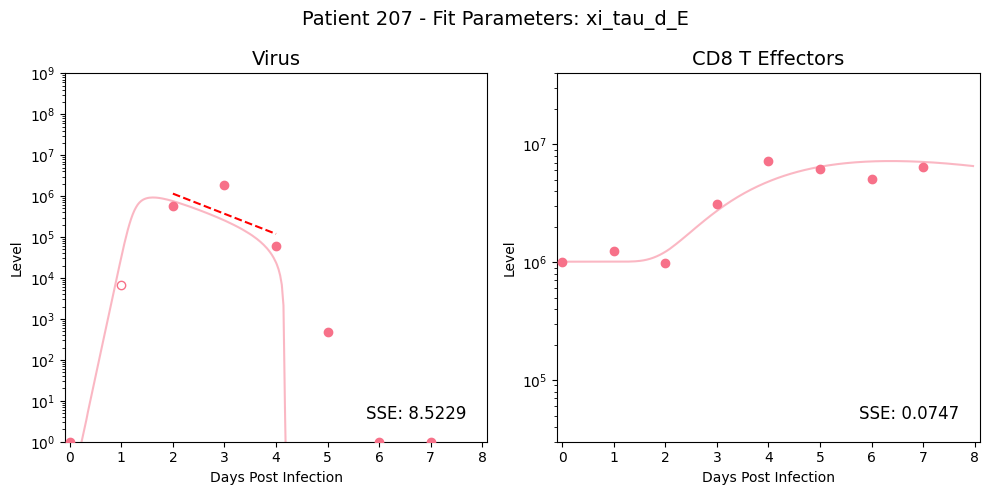 Patient 207 - Fit Parameters: xi_tau_d_E
Virus
CD8 T Effectors
Level
10^9
10^8
10^7
10^6
10^5
10^4
10^3
10^2
10^1
10^0
SSE: 8.5229
0 1 2 3 4 5 6 7 8
Days Post Infection
Level
10^7
10^6
10^5
SSE: 0.0747
0 1 2 3 4 5 6 7 8
Days Post Infection